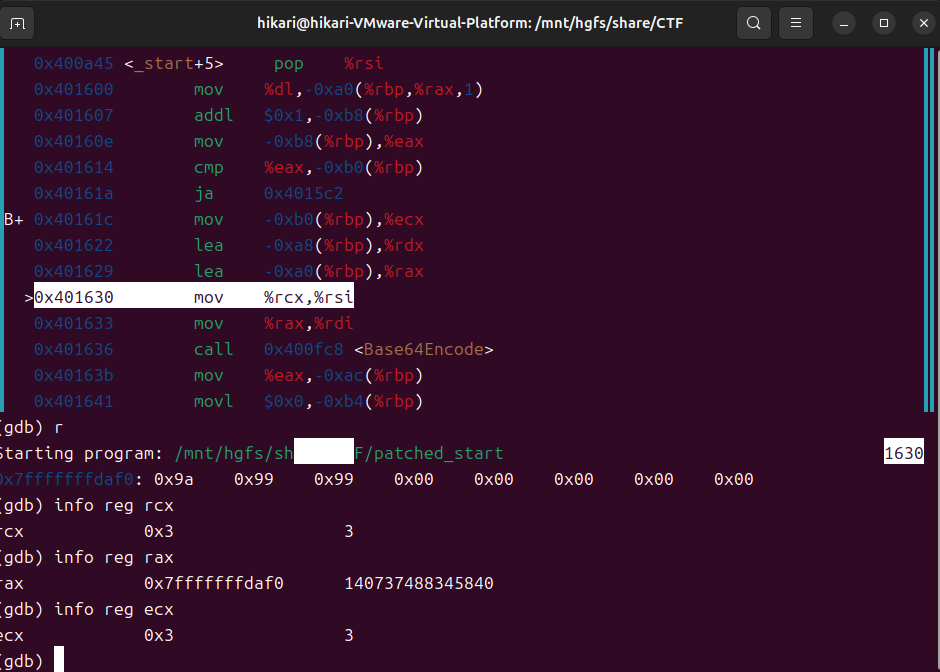 hikari@hikari-VMware-Virtual-Platform: /mnt/hgfs/share/CTF
0x400a45 <_start+5> pop %rsi
0x401600 mov %dl,-0xa0(%rbp,%rax,1)
0x401607 addl $0x1,-0xb8(%rbp)
0x40160e mov -0xb8(%rbp),%eax
0x401614 cmp %eax,-0xb0(%rbp)
0x40161a ja 0x4015c2
B+ 0x40161c mov -0xb0(%rbp),%ecx
0x401622 lea -0xa8(%rbp),%rdx
0x401629 lea -0xa0(%rbp),%rax
>0x401630 mov %rcx,%rsi
0x401633 mov %rax,%rdi
0x401636 call 0x400fc8 <Base64Encode>
0x40163b mov %eax,-0xac(%rbp)
0x401641 movl $0x0,-0xb4(%rbp)
(gdb) r
Starting program: /mnt/hgfs/sh F/patched_start 1630
0x7fffffffdaf0: 0x9a 0x99 0x99 0x00 0x00 0x00 0x00 0x00
(gdb) info reg rcx
rcx 0x3 3
(gdb) info reg rax
rax 0x7fffffffdaf0 140737488345840
(gdb) info reg ecx
ecx 0x3 3
(gdb)